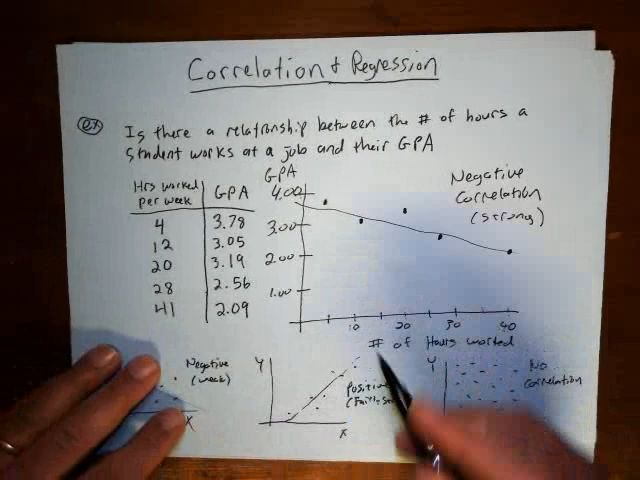 Correlation & Regression
ex Is there a relationship between the # of hours a
student works at a job and their GPA
Hrs worked per week GPA
4 3.78
12 3.05
20 3.19
28 2.56
41 2.09
GPA
4.00
3.00
2.00
1.00
10 20 30 40
# of Hours worked
Negative
Correlation
(strong)
Negative
(weak)
X
Y
Positive
X
Y
No
Correlation